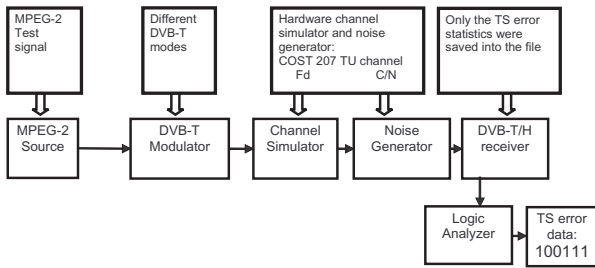 MPEG-2
Test
signal
Different
DVB-T
modes
Hardware channel
simulator and noise
generator:
COST 207 TU channel
Fd C/N
Only the TS error
statistics were
saved into the file
MPEG-2
Source
DVB-T
Modulator
Channel
Simulator
Noise
Generator
DVB-T/H
receiver
Logic
Analyzer
TS error
data:
100111